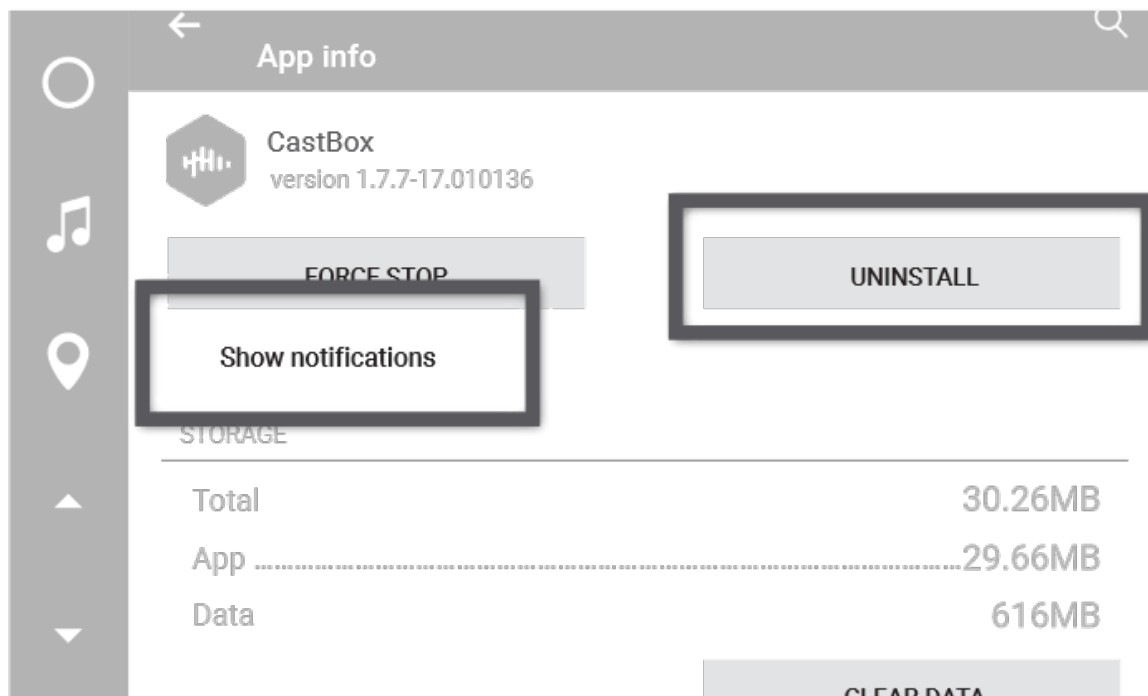 App info
CastBox
version 1.7.7-17.010136
FORCE STOP
UNINSTALL
Show notifications
STORAGE
Total 30.26MB
App ........................................................................................................29.66MB
Data 616MB
CLEAR DATA